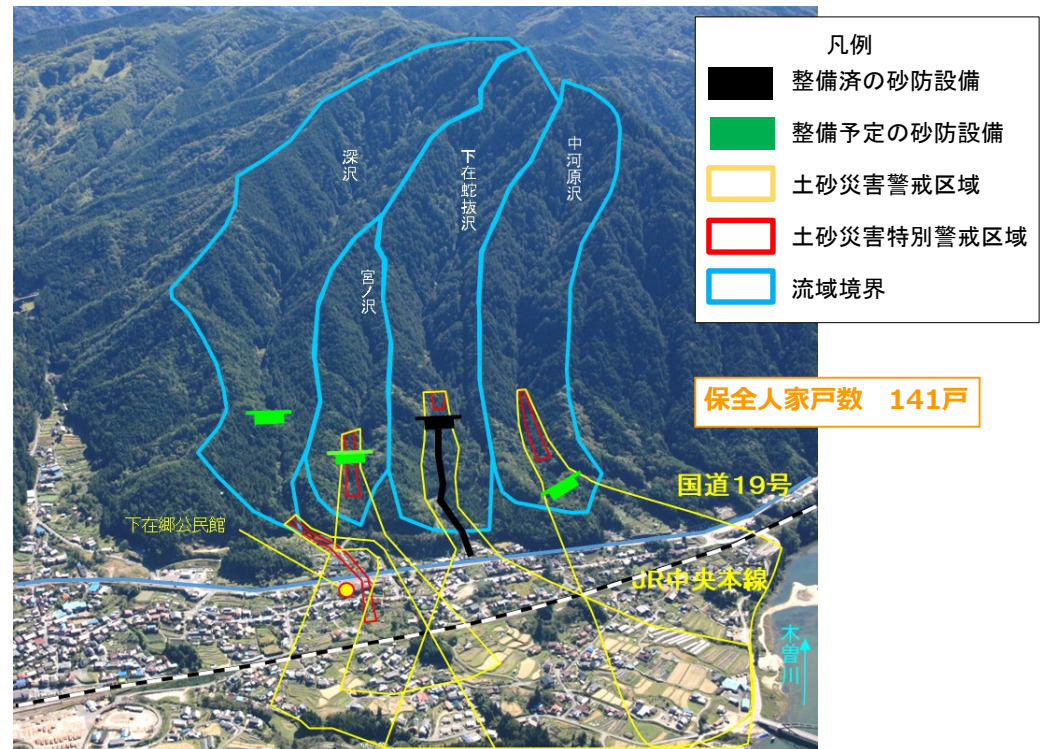 凡例
整備済の砂防設備
整備予定の砂防設備
土砂災害警戒区域
土砂災害特別警戒区域
流域境界
深沢
下在蛇抜沢
中河原沢
宮ノ沢
保全人家戸数 141戸
国道19号
下在郷公民館
JR中央本線
木曽川